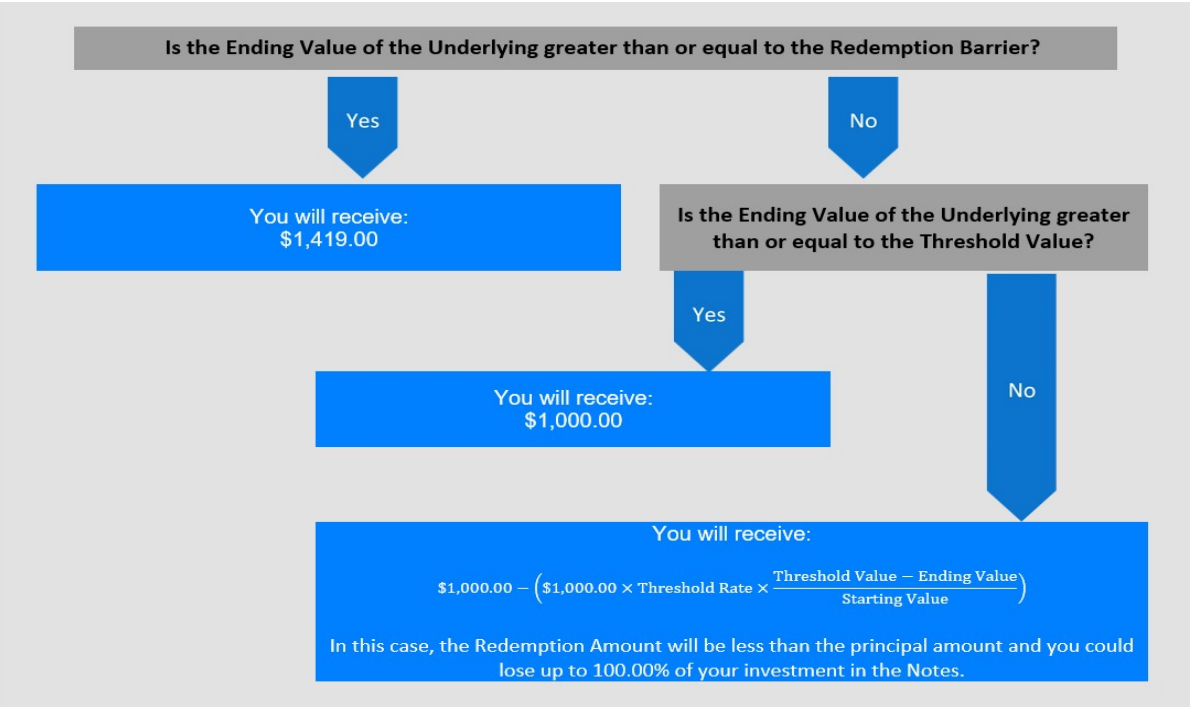 Is the Ending Value of the Underlying greater than or equal to the Redemption Barrier?
Yes
No
You will receive:
$1,419.00
Is the Ending Value of the Underlying greater
than or equal to the Threshold Value?
Yes
No
You will receive:
$1,000.00
You will receive:
$1,000.00 − ($1,000.00 × Threshold Rate × Threshold Value − Ending Value
Starting Value)
In this case, the Redemption Amount will be less than the principal amount and you could
lose up to 100.00% of your investment in the Notes.